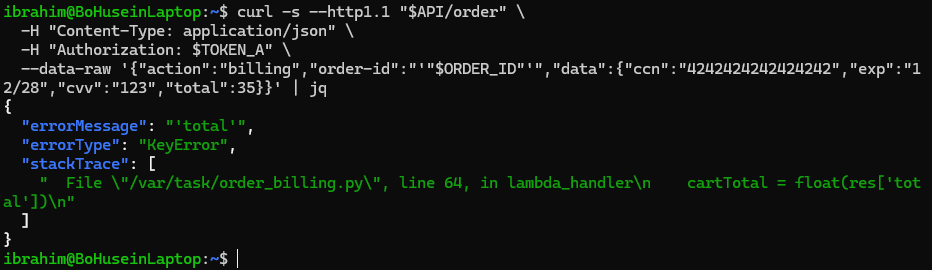 ibrahim@BoHuseinLaptop:~$ curl -s --http1.1 "$API/order" \
  -H "Content-Type: application/json" \
  -H "Authorization: $TOKEN_A" \
  --data-raw '{"action":"billing","order-id":"'"$ORDER_ID"'","data":{"ccn":"4242424242424242","exp":"1
2/28","cvv":"123","total":35}}' | jq
{
  "errorMessage": "'total'",
  "errorType": "KeyError",
  "stackTrace": [
    "  File \"/var/task/order_billing.py\", line 64, in lambda_handler\n    cartTotal = float(res['tot
al'])\n"
  ]
}
ibrahim@BoHuseinLaptop:~$